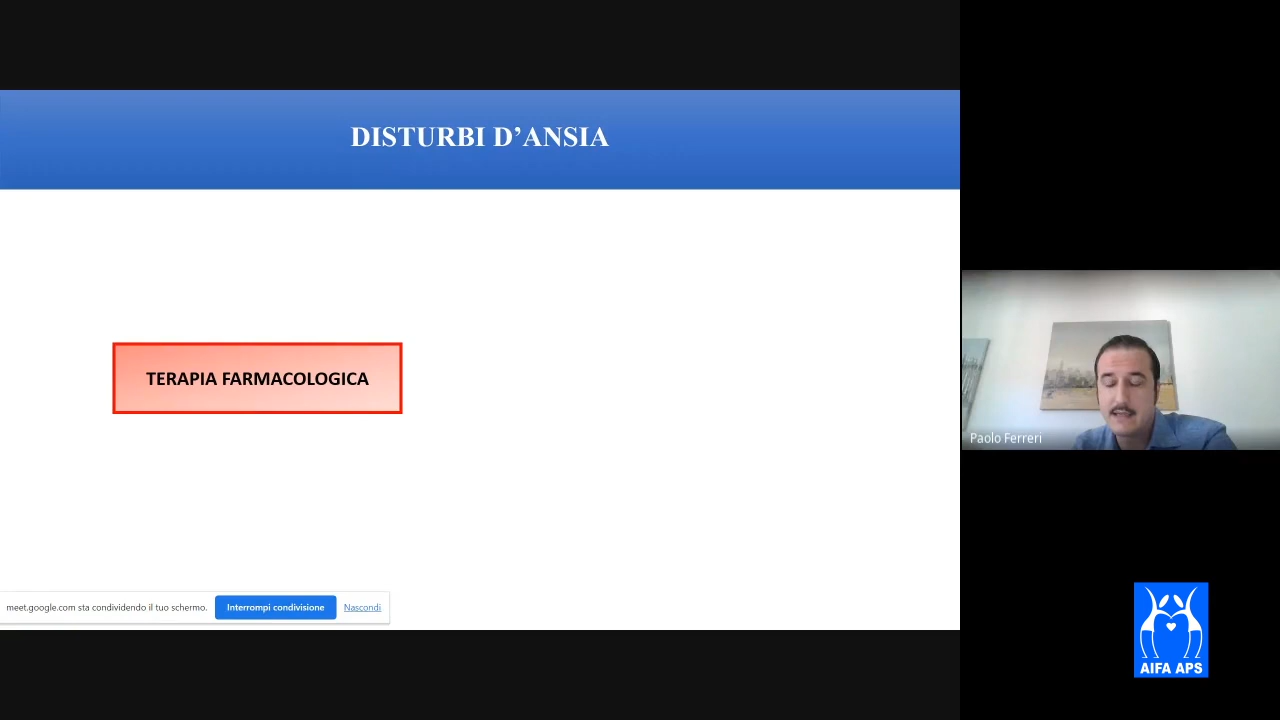 DISTURBI D’ANSIA
TERAPIA FARMACOLOGICA
Paolo Ferreri
meet.google.com sta condividendo il tuo schermo. Interrompi condivisione Nascondi
AIFA APS